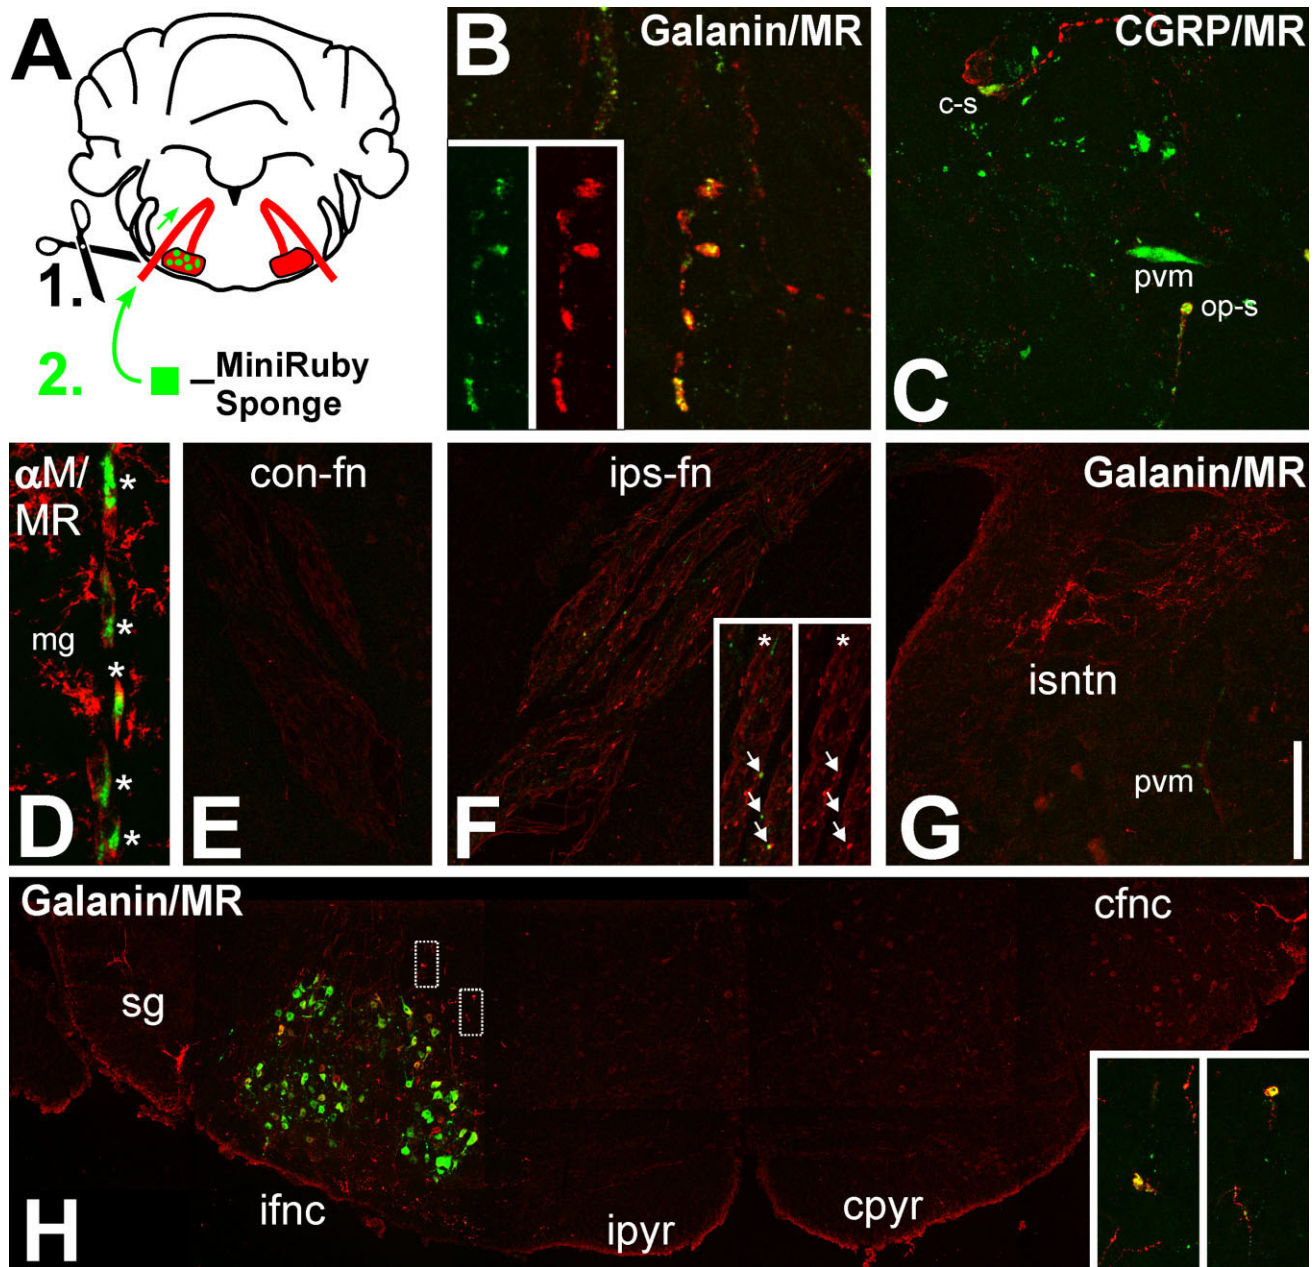 A
1.
2.
MiniRuby
Sponge
B
Galanin/MR
CGRP/MR
c-s
pvm
op-s
C
αM/
MR
*
*
mg
*
*
*
D
con-fn
E
ips-fn
*
*
F
Galanin/MR
isntn
pvm
G
Galanin/MR
cfnc
sg
ifnc
ipyr
cpyr
H